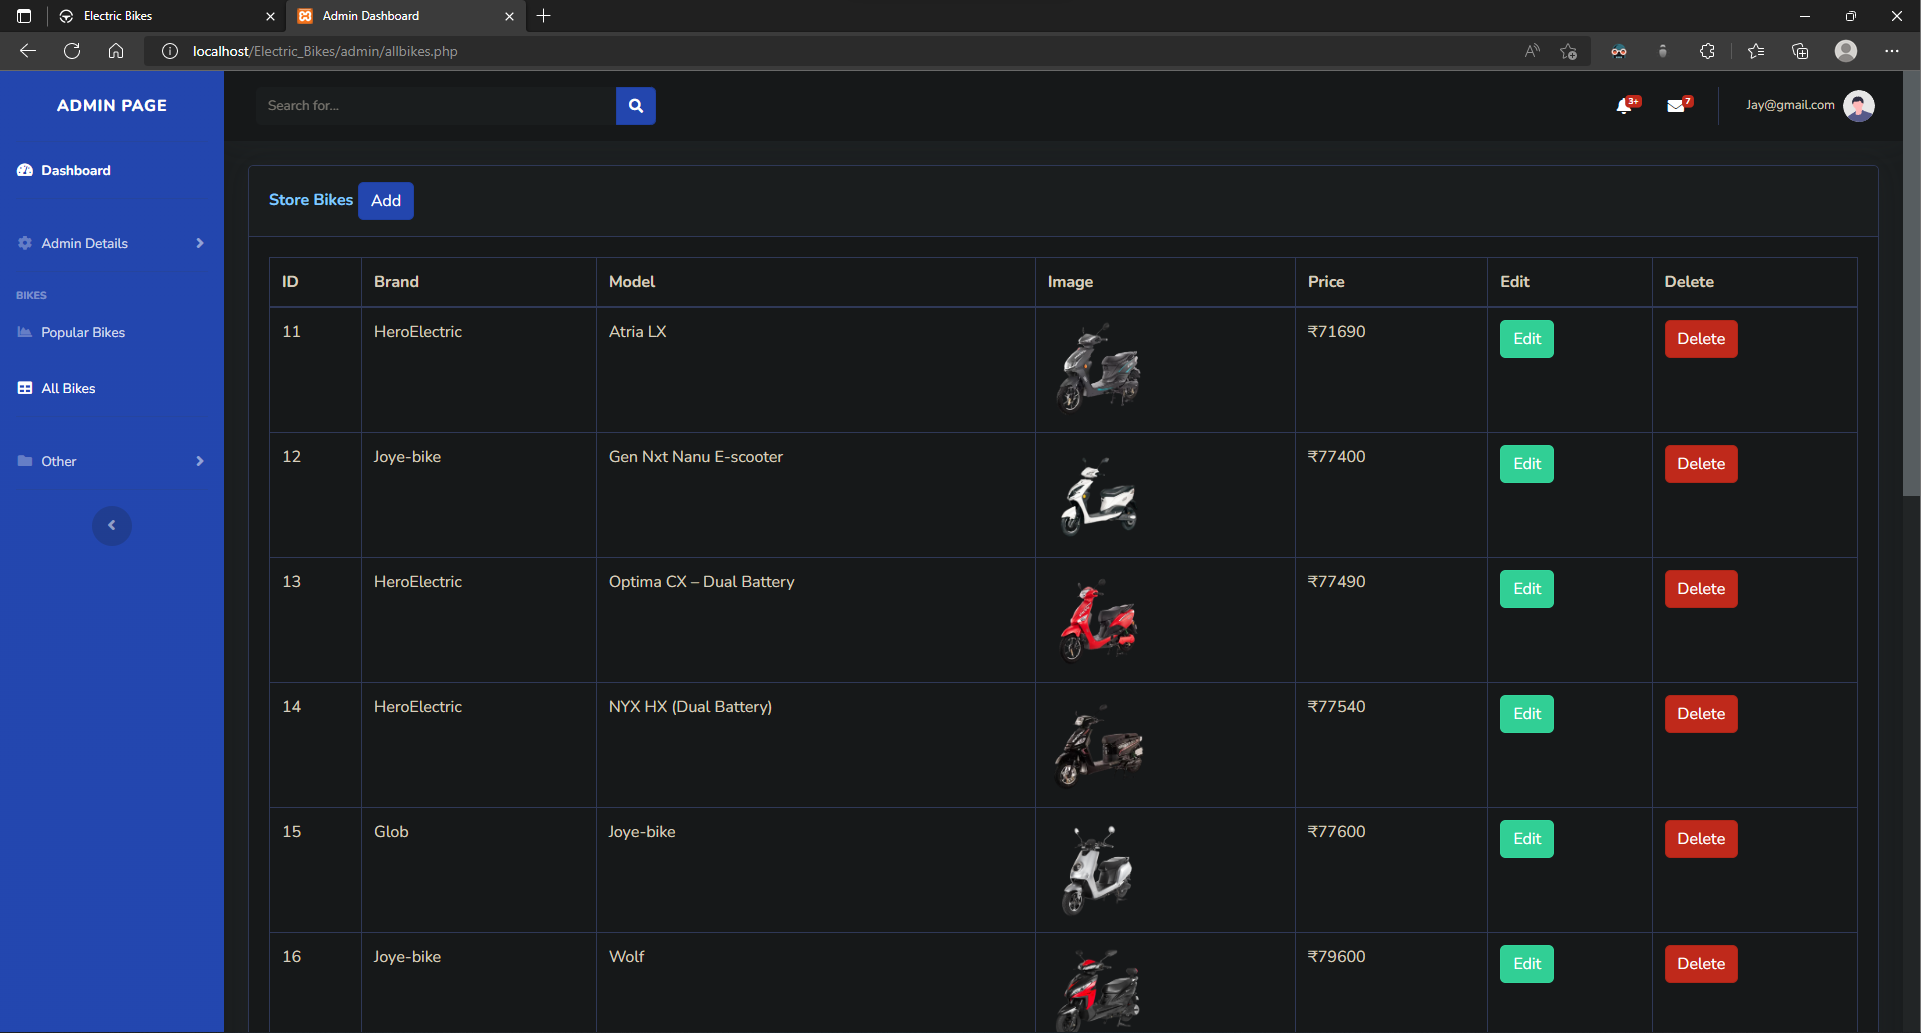 Electric Bikes
Admin Dashboard
localhost/Electric_Bikes/admin/allbikes.php
ADMIN PAGE
Search for...
3+
7
Jay@gmail.com
Dashboard
Admin Details
BIKES
Popular Bikes
All Bikes
Other
Store Bikes Add
ID Brand Model Image Price Edit Delete
11 HeroElectric Atria LX ₹71690 Edit Delete
12 Joye-bike Gen Nxt Nanu E-scooter ₹77400 Edit Delete
13 HeroElectric Optima CX – Dual Battery ₹77490 Edit Delete
14 HeroElectric NYX HX (Dual Battery) ₹77540 Edit Delete
15 Glob Joye-bike ₹77600 Edit Delete
16 Joye-bike Wolf ₹79600 Edit Delete